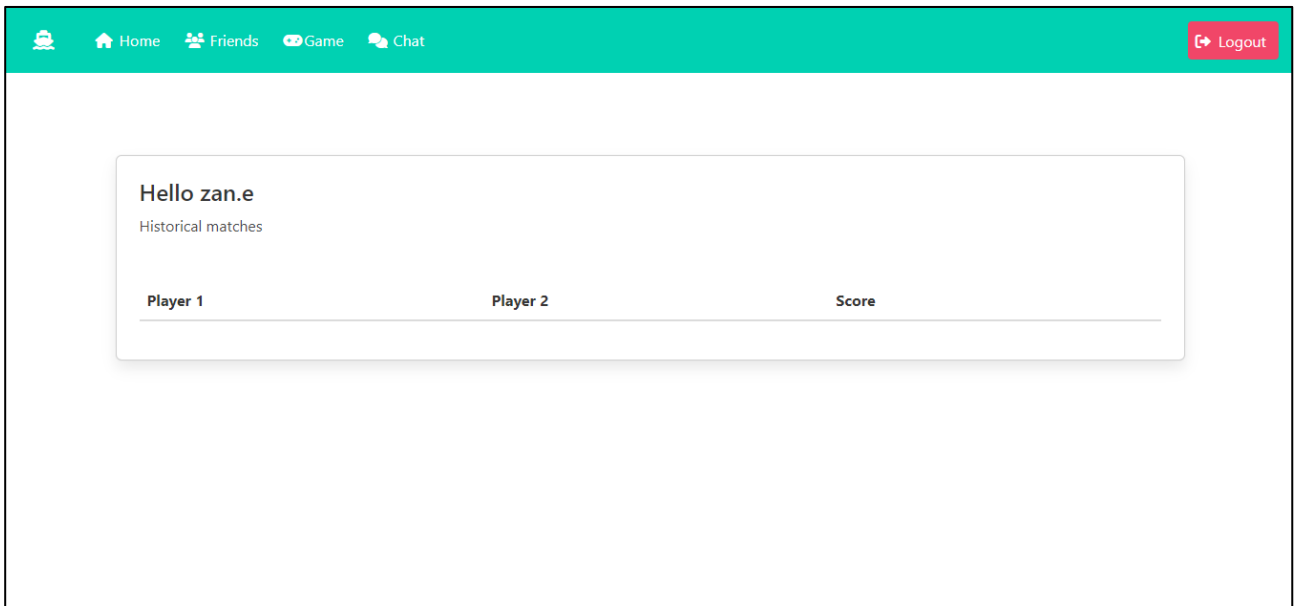 Home Friends Game Chat Logout
Hello zan.e
Historical matches
Player 1 Player 2 Score